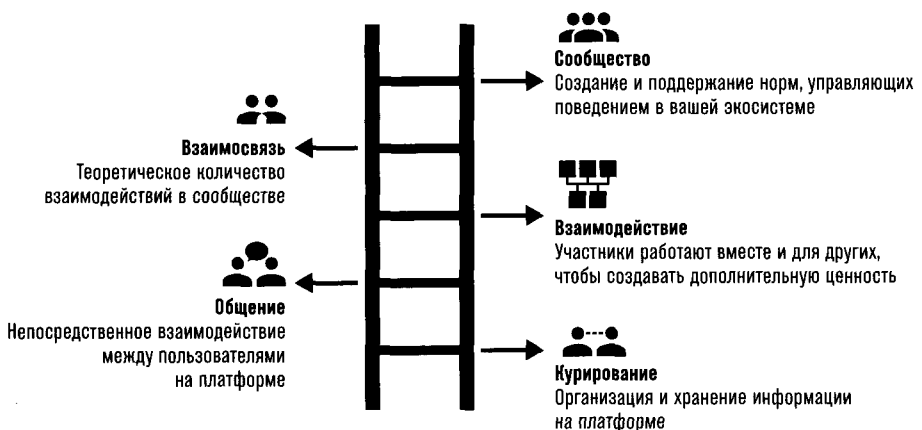 Сообщество
Создание и поддержание норм, управляющих
поведением в вашей экосистеме
Взаимосвязь
Теоретическое количество
взаимодействий в сообществе
Взаимодействие
Участники работают вместе и для других,
чтобы создавать дополнительную ценность
Общение
Непосредственное взаимодействие
между пользователями
на платформе
Курирование
Организация и хранение информации
на платформе